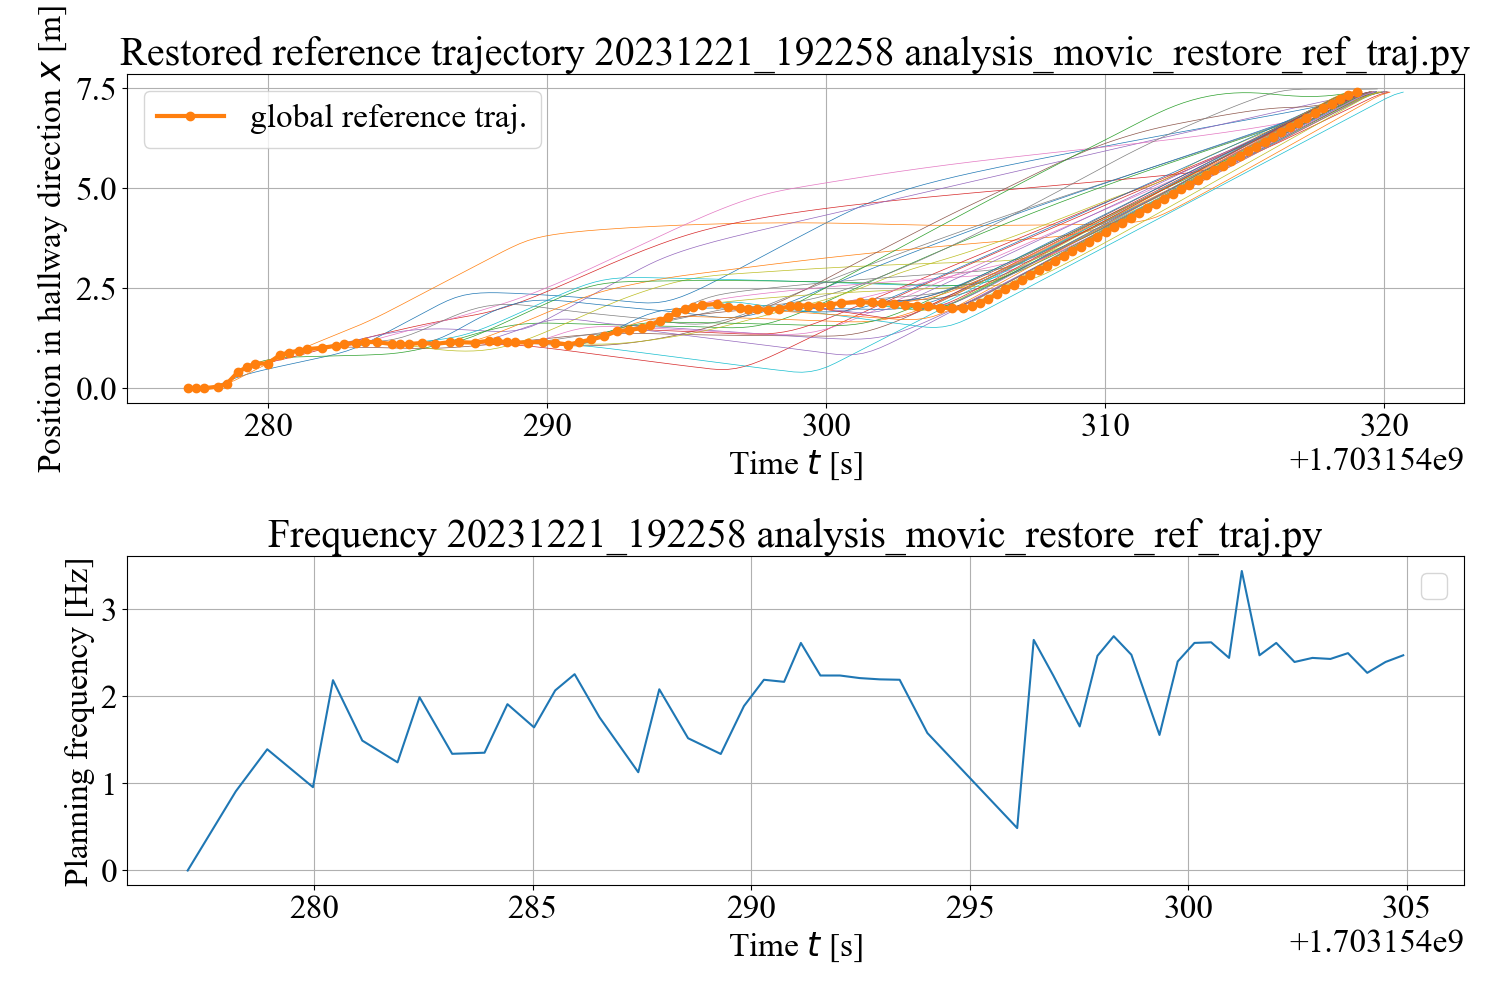 Restored reference trajectory 20231221_192258 analysis_movic_restore_ref_traj.py
Position in hallway direction x [m]
7.5
5.0
2.5
0.0
global reference traj.
280 290 300 310 320
Time t [s]
+1.703154e9
Frequency 20231221_192258 analysis_movic_restore_ref_traj.py
Planning frequency [Hz]
3
2
1
0
280 285 290 295 300 305
Time t [s]
+1.703154e9